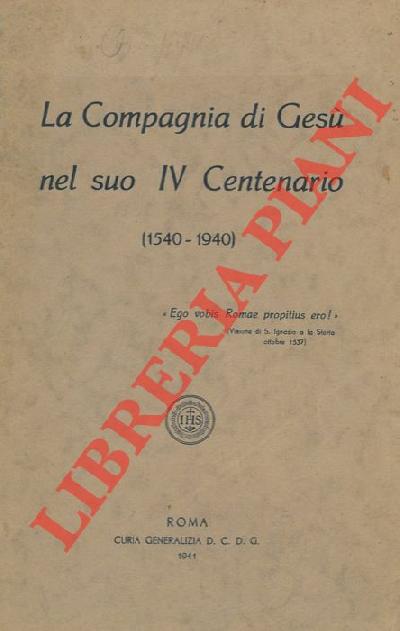 La Compagnia di Gesù
nel suo IV Centenario
(1540-1940)
« Ego vobis Romae propitius ero! »
(Visione di S. Ignazio a la Storta
ottobre 1537)
IHS
ROMA
CURIA GENERALIZIA D. C. D. G.
1941
LIBRERIA PIANI